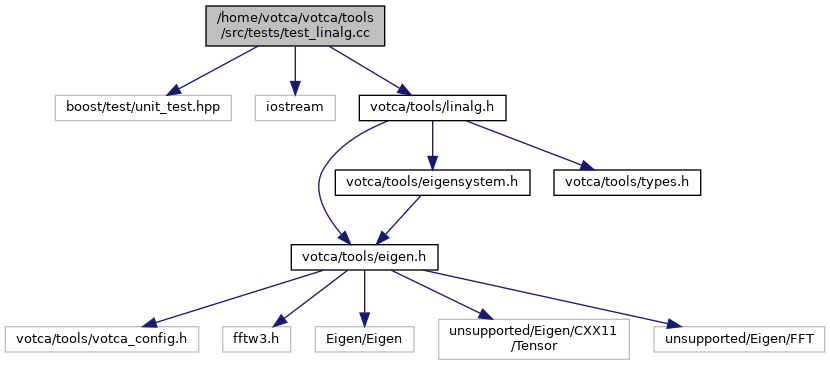 /home/votca/votca/tools
/src/tests/test_linalg.cc
boost/test/unit_test.hpp
iostream
votca/tools/linalg.h
votca/tools/eigensystem.h
votca/tools/types.h
votca/tools/eigen.h
votca/tools/votca_config.h
fftw3.h
Eigen/Eigen
unsupported/Eigen/CXX11
/Tensor
unsupported/Eigen/FFT